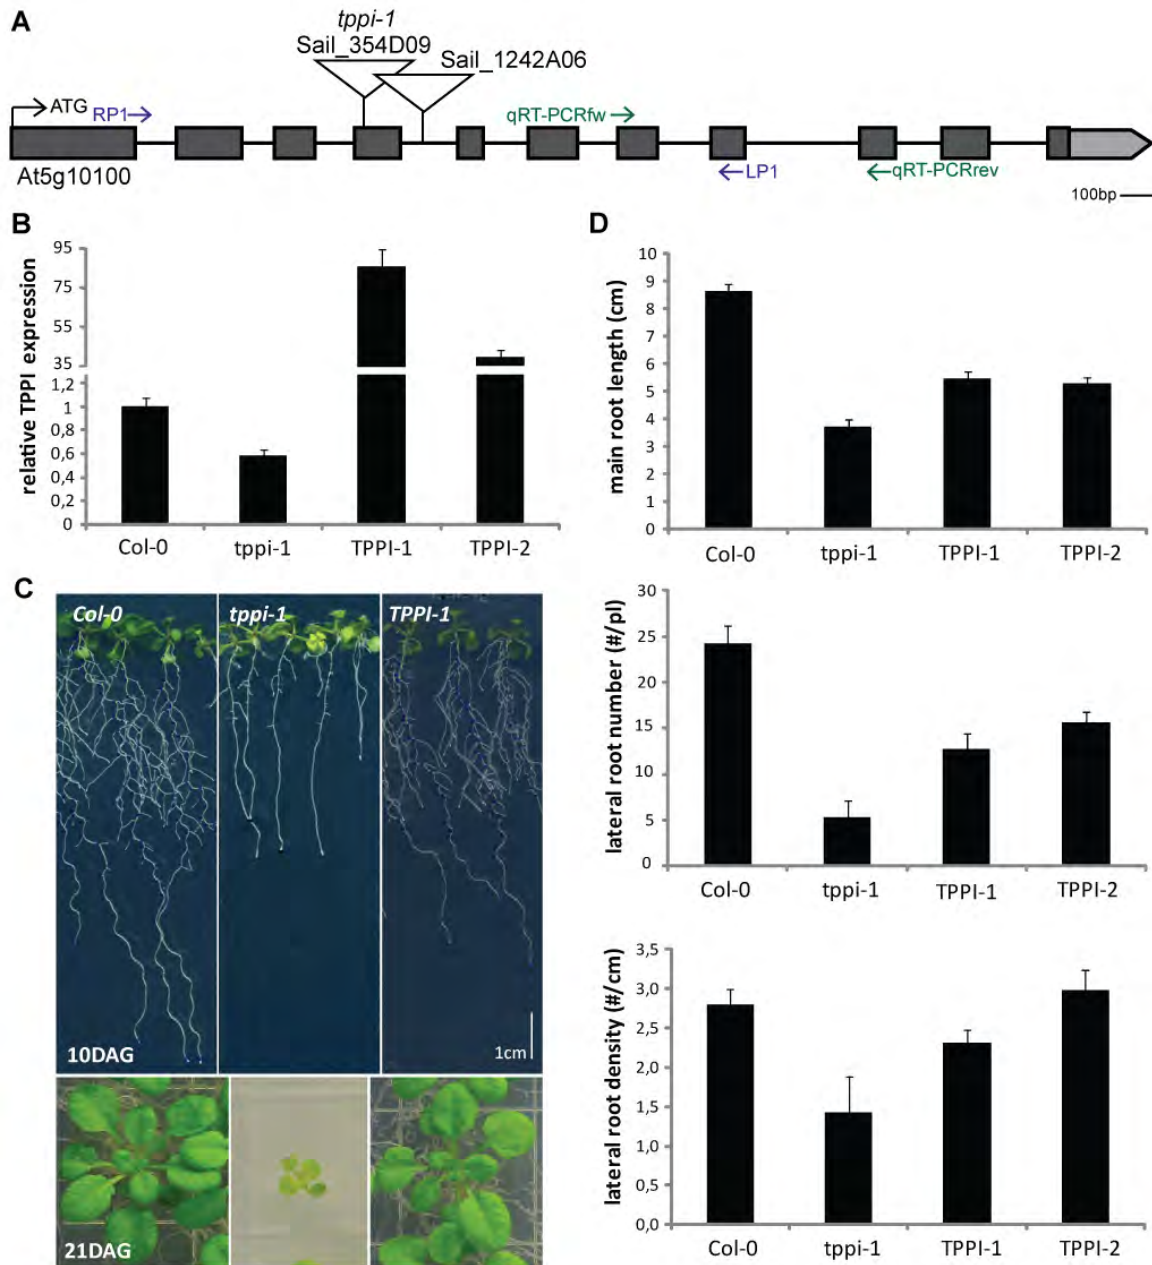 A
tppi-1
Sail_354D09
Sail_1242A06
ATG
RP1
qRT-PCRfw
At5g10100
LP1
qRT-PCRrev
100bp
B
relative TPPI expression
95
75
55
35
1,2
1
0,8
0,6
0,4
0,2
0
Col-0 tppi-1 TPPI-1 TPPI-2
C
Col-0 tppi-1 TPPI-1
10DAG
1cm
21DAG
D
main root length (cm)
10
9
8
7
6
5
4
3
2
1
0
Col-0 tppi-1 TPPI-1 TPPI-2
lateral root number (#/pl)
30
25
20
15
10
5
0
Col-0 tppi-1 TPPI-1 TPPI-2
lateral root density (#/cm)
3,5
3,0
2,5
2,0
1,5
1,0
0,5
0,0
Col-0 tppi-1 TPPI-1 TPPI-2